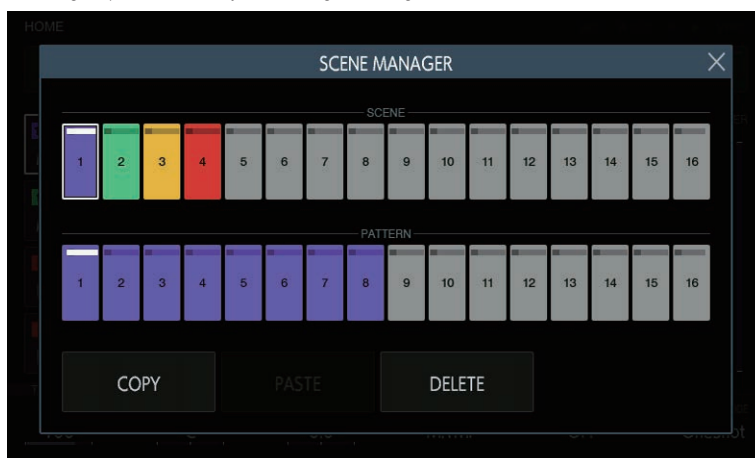 HOME
SCENE MANAGER
SCENE
1 2 3 4 5 6 7 8 9 10 11 12 13 14 15 16
PATTERN
1 2 3 4 5 6 7 8 9 10 11 12 13 14 15 16
COPY PASTE DELETE